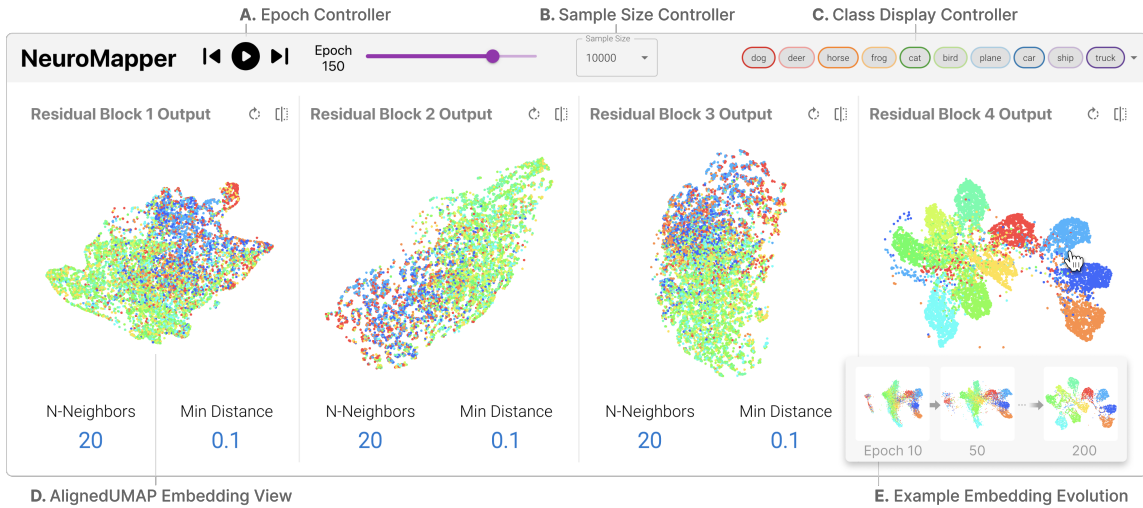 A. Epoch Controller
B. Sample Size Controller
C. Class Display Controller
NeuroMapper
Epoch
150
Sample Size
10000
dog deer horse frog cat bird plane car ship truck
Residual Block 1 Output
Residual Block 2 Output
Residual Block 3 Output
Residual Block 4 Output
N-Neighbors Min Distance
20 0.1
N-Neighbors Min Distance
20 0.1
N-Neighbors Min Distance
20 0.1
Epoch 10 50 200
D. AlignedUMAP Embedding View
E. Example Embedding Evolution